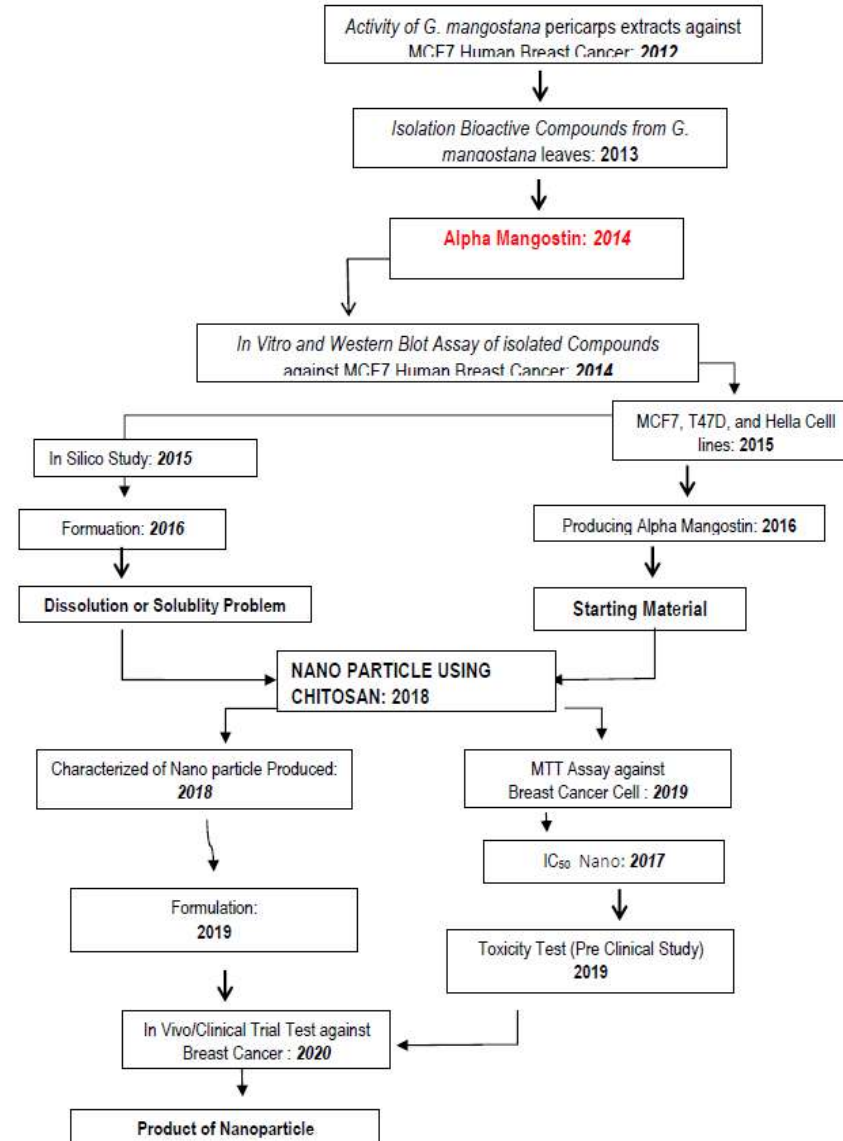 Activity of G. mangostana pericarps extracts against
MCF7 Human Breast Cancer: 2012
Isolation Bioactive Compounds from G.
mangostana leaves: 2013
Alpha Mangostin: 2014
In Vitro and Western Blot Assay of isolated Compounds
against MCF7 Human Breast Cancer: 2014
MCF7, T47D, and Hella Celll
lines: 2015
In Silico Study: 2015
Formuation: 2016
Producing Alpha Mangostin: 2016
Dissolution or Solublity Problem
Starting Material
NANO PARTICLE USING
CHITOSAN: 2018
Characterized of Nano particle Produced:
2018
MTT Assay against
Breast Cancer Cell : 2019
IC50 Nano: 2017
Formulation:
2019
Toxicity Test (Pre Clinical Study)
2019
In Vivo/Clinical Trial Test against
Breast Cancer : 2020
Product of Nanoparticle